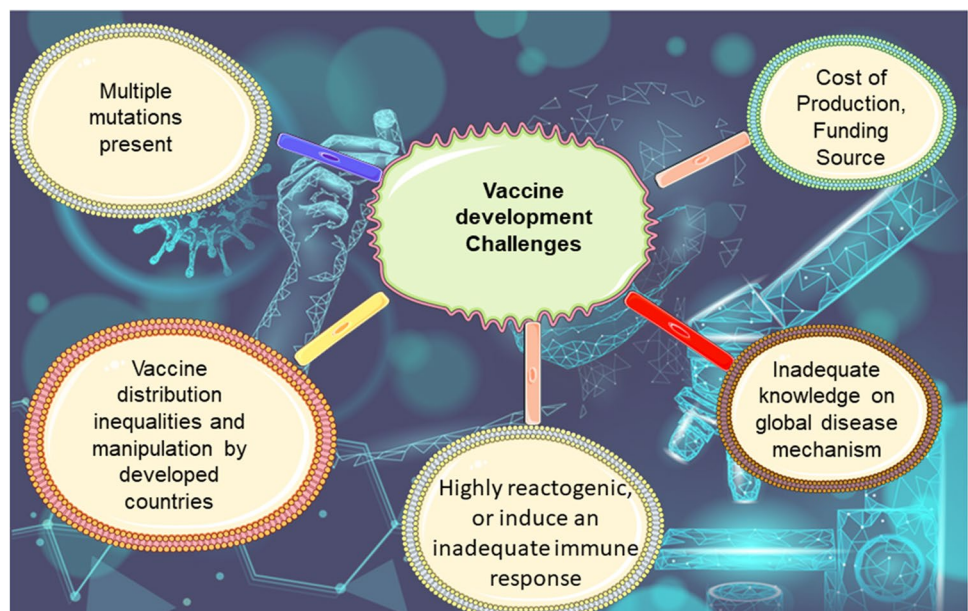 Multiple
mutations
present
Cost of
Production,
Funding
Source
Vaccine
development
Challenges
Vaccine
distribution
inequalities and
manipulation by
developed
countries
Inadequate
knowledge on
global disease
mechanism
Highly reactogenic,
or induce an
inadequate immune
response